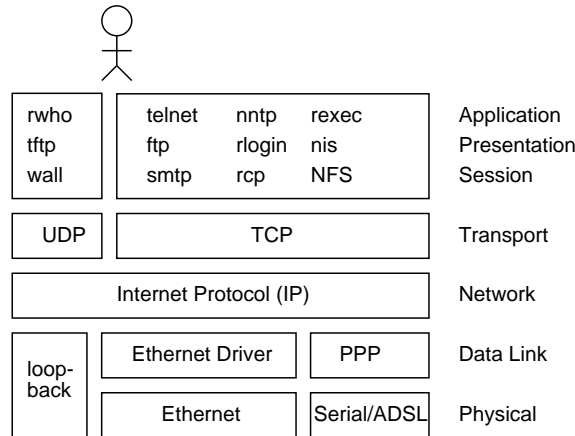 rwho telnet nntp rexec Application
tftp ftp rlogin nis Presentation
wall smtp rcp NFS Session
UDP TCP Transport
Internet Protocol (IP) Network
loop-
back
Ethernet Driver PPP Data Link
Ethernet Serial/ADSL Physical